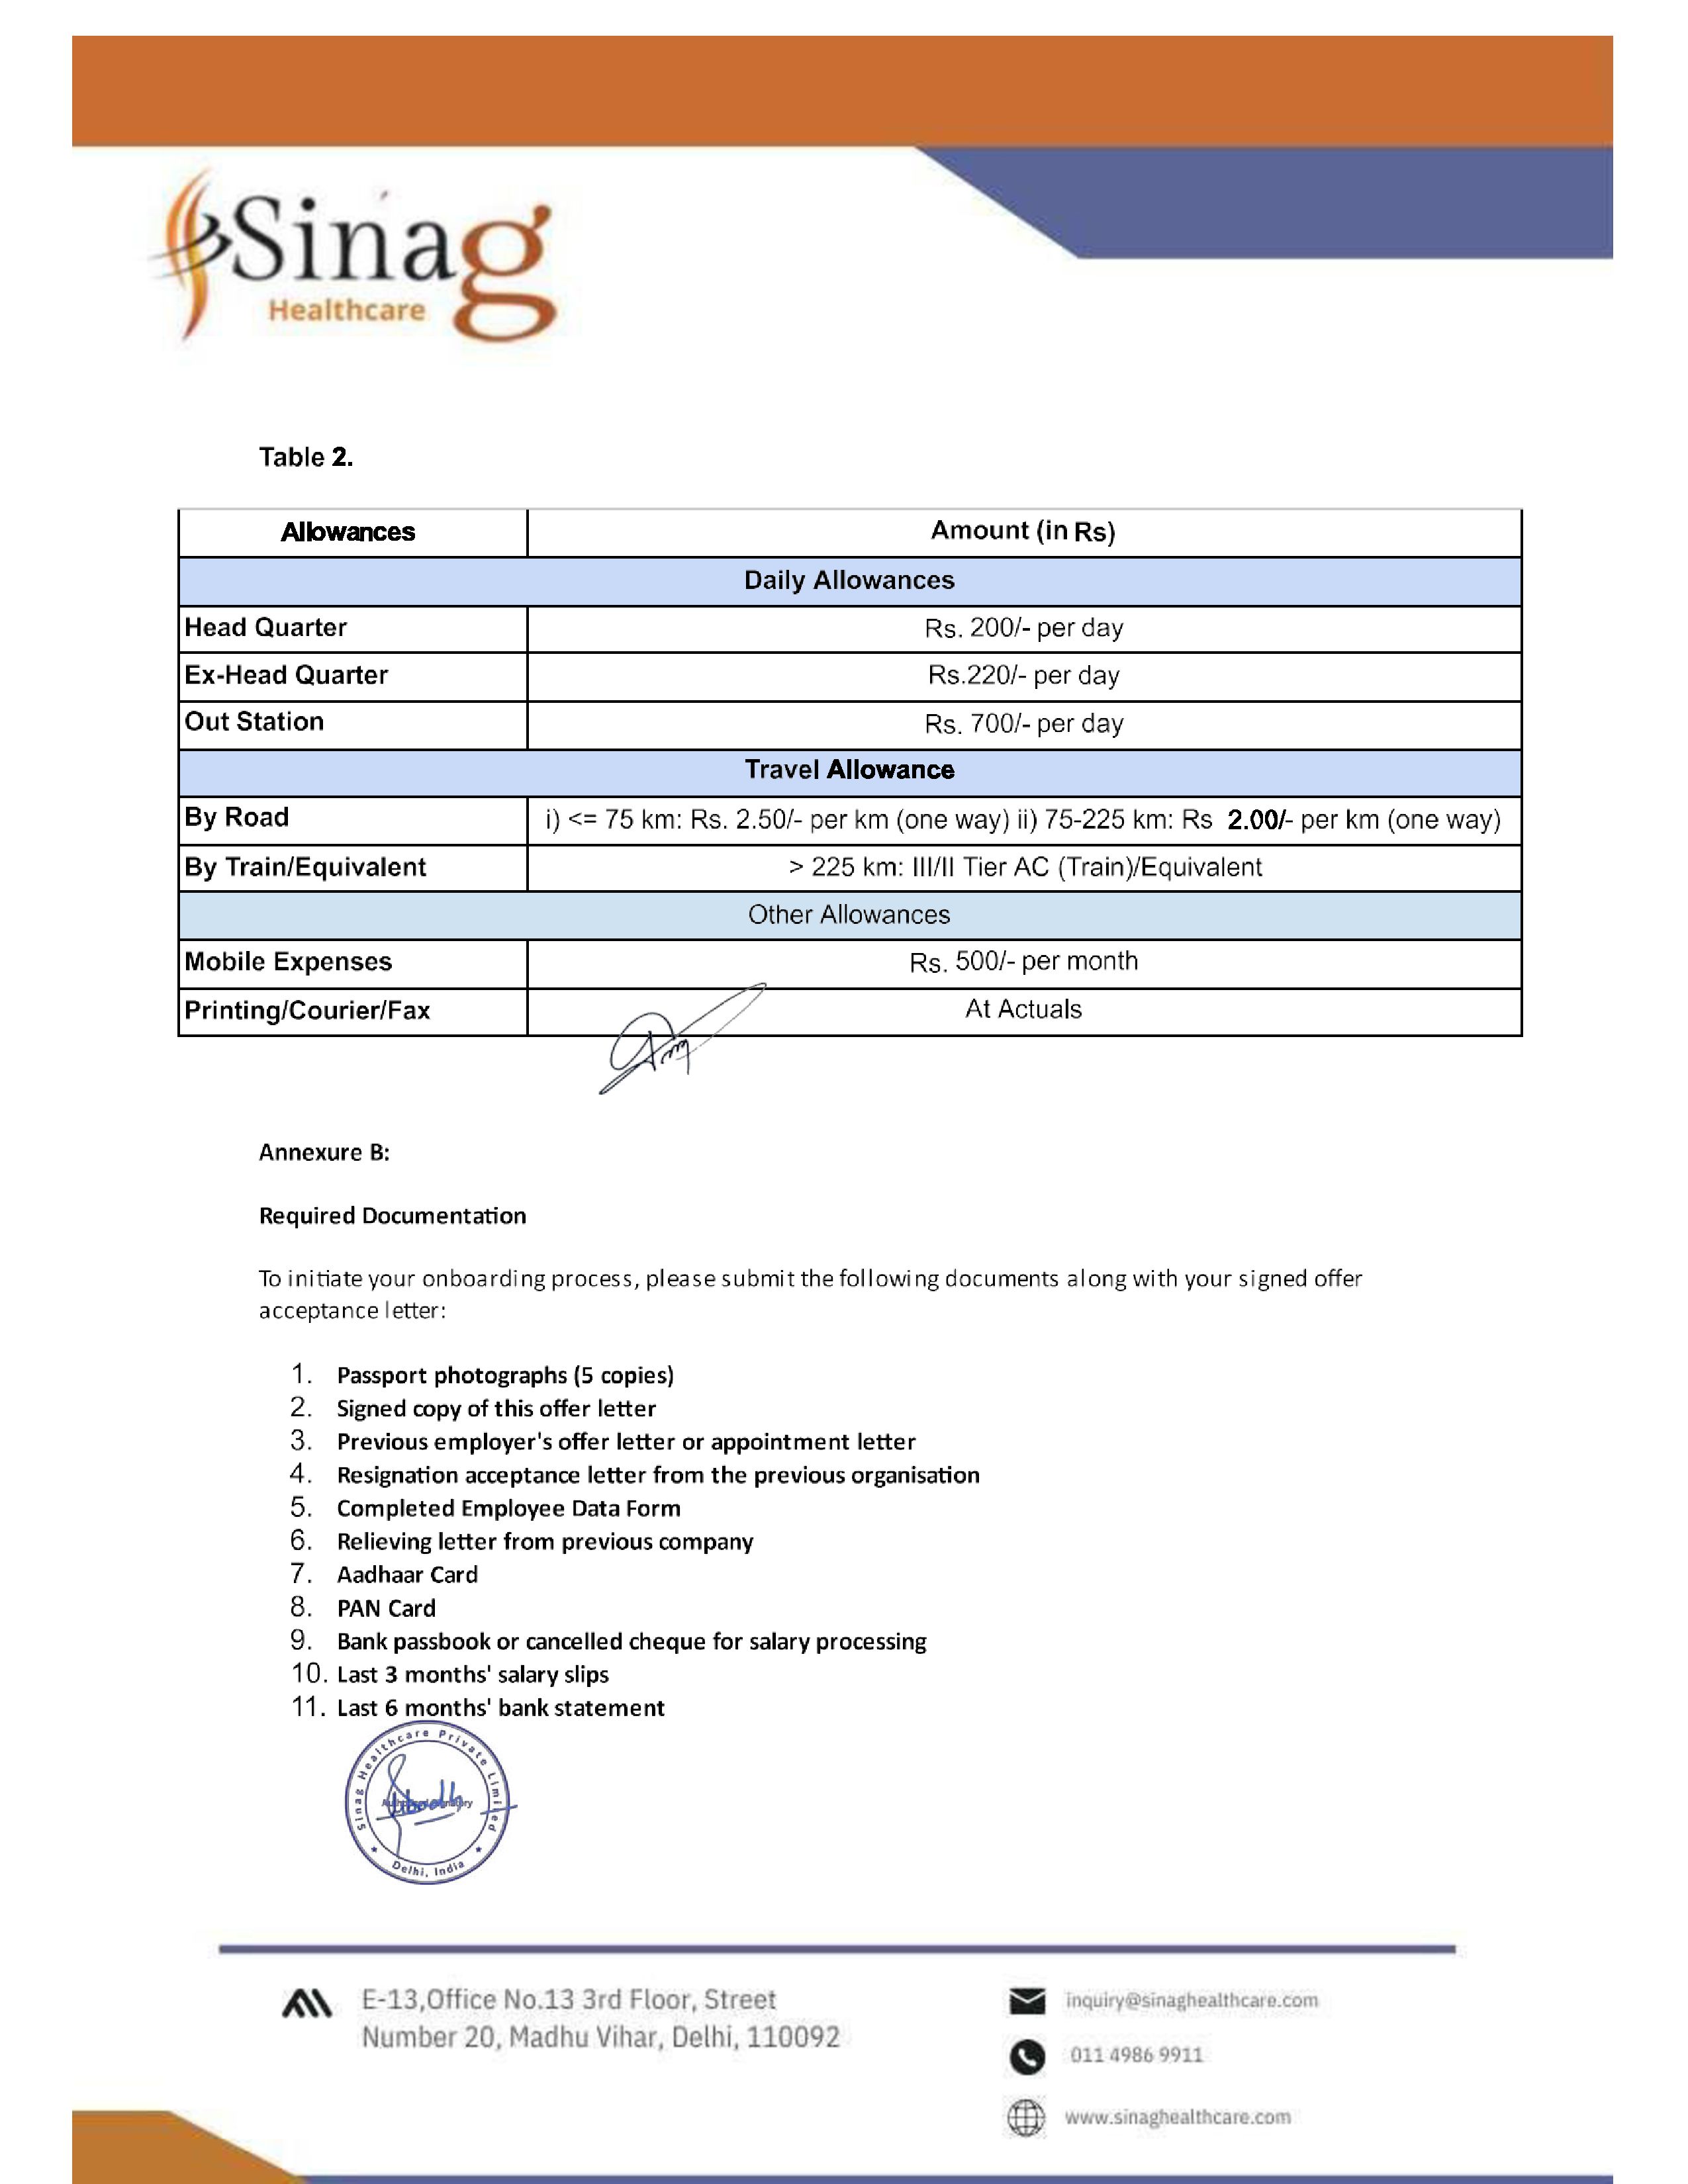 Sinag
Healthcare
Table 2.
Allowances Amount (in Rs)
Daily Allowances
Head Quarter Rs. 200/- per day
Ex-Head Quarter Rs.220/- per day
Out Station Rs. 700/- per day
Travel Allowance
By Road i) <= 75 km: Rs. 2.50/- per km (one way) ii) 75-225 km: Rs 2.00/- per km (one way)
By Train/Equivalent > 225 km: III/II Tier AC (Train)/Equivalent
Other Allowances
Mobile Expenses Rs. 500/- per month
Printing/Courier/Fax At Actuals
Annexure B:
Required Documentation
To initiate your onboarding process, please submit the following documents along with your signed offer
acceptance letter:
1. Passport photographs (5 copies)
2. Signed copy of this offer letter
3. Previous employer's offer letter or appointment letter
4. Resignation acceptance letter from the previous organisation
5. Completed Employee Data Form
6. Relieving letter from previous company
7. Aadhaar Card
8. PAN Card
9. Bank passbook or cancelled cheque for salary processing
10. Last 3 months' salary slips
11. Last 6 months' bank statement
Sinag Healthcare Private Limited
Authorised Signatory
Delhi, India
E-13,Office No.13 3rd Floor, Street
Number 20, Madhu Vihar, Delhi, 110092
inquiry@sinaghealthcare.com
011 4986 9911
www.sinaghealthcare.com